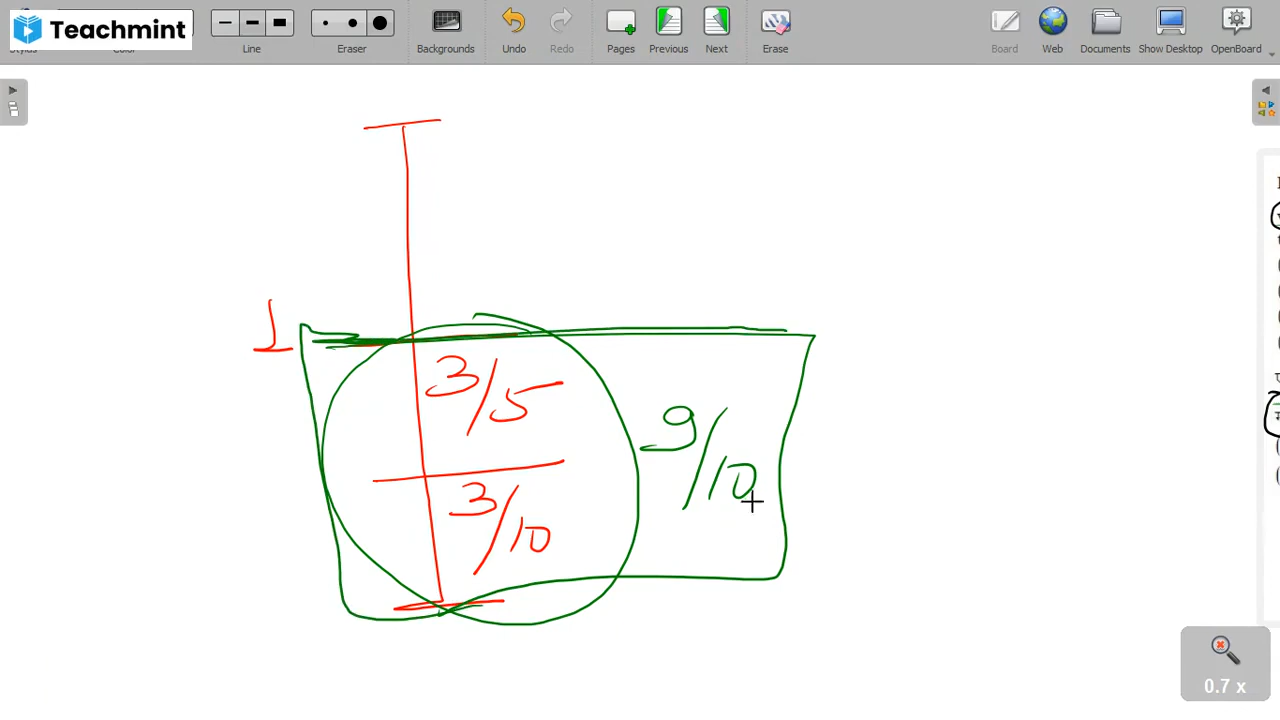 Teachmint
Line
Eraser
Backgrounds
Undo
Redo
Pages
Previous
Next
Erase
Board
Web
Documents
Show Desktop
OpenBoard
1
3/5
9/10
3/10
0.7 x